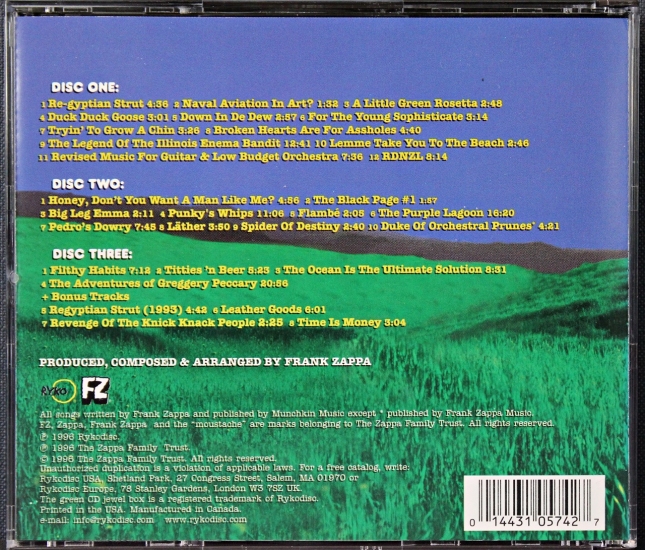 DISC ONE:
1 Re-gyptian Strut 4:36 2 Naval Aviation In Art? 1:32 3 A Little Green Rosetta 2:48
4 Duck Duck Goose 3:01 5 Down In De Dew 2:57 6 For The Young Sophisticate 3:14
7 Tryin' To Grow A Chin 3:26 8 Broken Hearts Are For Assholes 4:40
9 The Legend Of The Illinois Enema Bandit 12:41 10 Lemme Take You To The Beach 2:46
11 Revised Music For Guitar & Low Budget Orchestra 7:36 12 RDNZL 8:14
DISC TWO:
1 Honey, Don't You Want A Man Like Me? 4:56 2 The Black Page #1 1:57
3 Big Leg Emma 2:11 4 Punky's Whips 11:06 5 Flambé 2:05 6 The Purple Lagoon 16:20
7 Pedro's Dowry 7:45 8 Läther 3:50 9 Spider Of Destiny 2:40 10 Duke Of Orchestral Prunes* 4:21
DISC THREE:
1 Filthy Habits 7:12 2 Titties 'n Beer 5:23 3 The Ocean Is The Ultimate Solution 8:31
4 The Adventures of Greggery Peccary 20:56
+ Bonus Tracks
5 Regyptian Strut (1993) 4:42 6 Leather Goods 6:01
7 Revenge Of The Knick Knack People 2:25 8 Time Is Money 3:04
PRODUCED, COMPOSED & ARRANGED BY FRANK ZAPPA
RYKO FZ
All songs written by Frank Zappa and published by Munchkin Music except * published by Frank Zappa Music.
FZ, Zappa, Frank Zappa and the "moustache" are marks belonging to The Zappa Family Trust. All rights reserved.
℗ 1996 Rykodisc.
℗ 1996 The Zappa Family Trust.
© 1996 The Zappa Family Trust. All rights reserved.
Unauthorized duplication is a violation of applicable laws. For a free catalog, write:
Rykodisc USA, Shetland Park, 27 Congress Street, Salem, MA 01970 or
Rykodisc Europe, 78 Stanley Gardens, London W3 7SZ UK.
The green CD jewel box is a registered trademark of Rykodisc.
Printed in the USA. Manufactured in Canada.
e-mail: info@rykodisc.com www.rykodisc.com
0 14431 05742 7